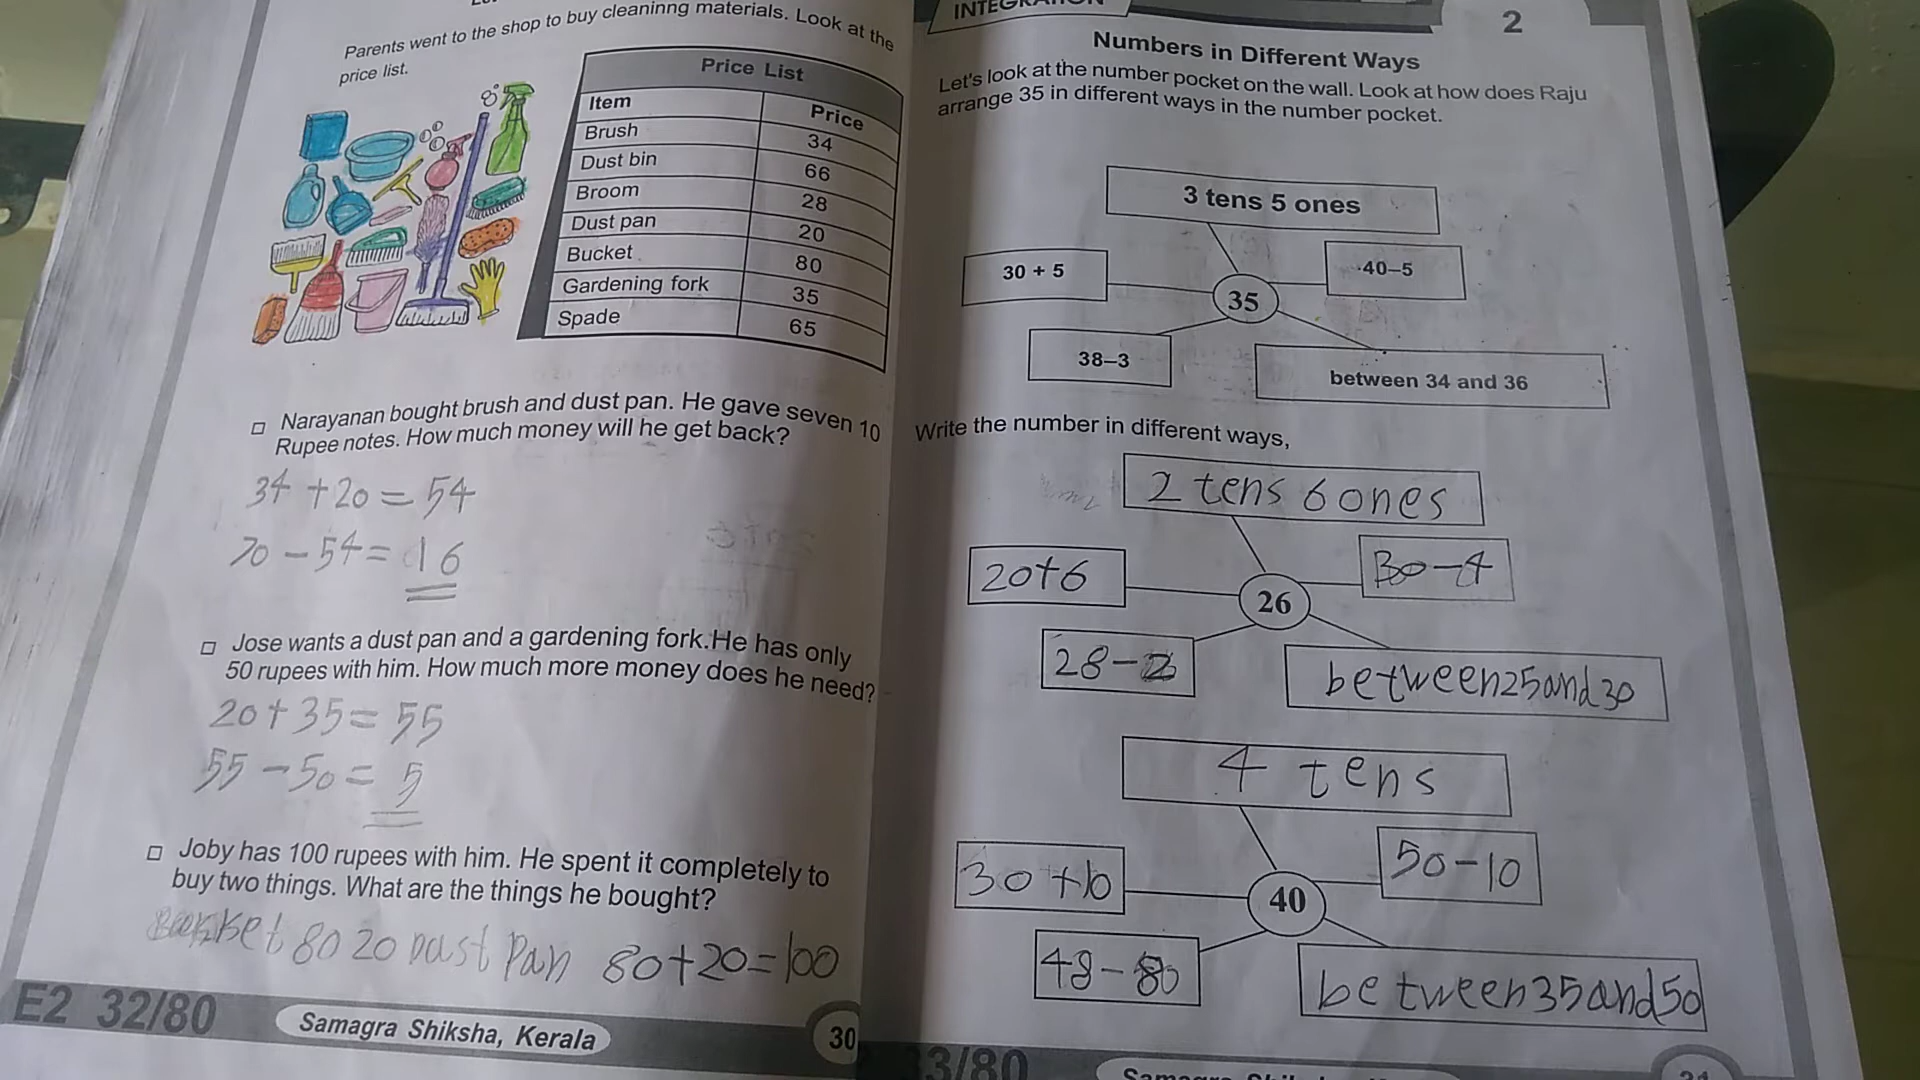 Parents went to the shop to buy cleaninng materials. Look at the
price list.
Price List
Item Price
Brush 34
Dust bin 66
Broom 28
Dust pan 20
Bucket 80
Gardening fork 35
Spade 65
Narayanan bought brush and dust pan. He gave seven 10
Rupee notes. How much money will he get back?
34 + 20 = 54
70 - 54 = 16
Jose wants a dust pan and a gardening fork.He has only
50 rupees with him. How much more money does he need?
20 + 35 = 55
55 - 50 = 5
Joby has 100 rupees with him. He spent it completely to
buy two things. What are the things he bought?
80 20 Dust Pan 80+20=100
E2 32/80
Samagra Shiksha, Kerala
30
INTEGRATION
2
Numbers in Different Ways
Let's look at the number pocket on the wall. Look at how does Raju
arrange 35 in different ways in the number pocket.
3 tens 5 ones
30 + 5
40–5
35
38–3
between 34 and 36
Write the number in different ways,
2 tens 6 ones
20+6
30-4
26
28-2
between 25 and 30
4 tens
30+10
50-10
40
between 35 and 50
3/80